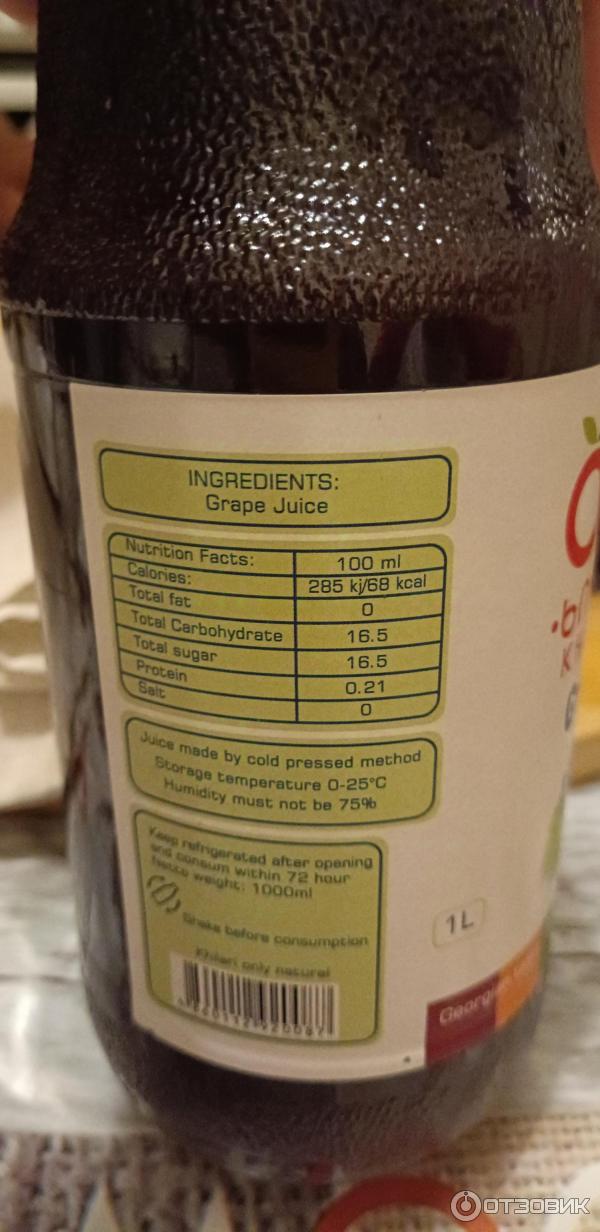 INGREDIENTS:
Grape Juice
Nutrition Facts: 100 ml
Calories: 285 kj/68 kcal
Total fat 0
Total Carbohydrate 16.5
Total sugar 16.5
Protein 0.21
Salt 0
Juice made by cold pressed method
Storage temperature 0-25°C
Humidity must not be 75%
Keep refrigerated after opening
and consum within 72 hour
Netto weight: 1000ml
Shake before consumption
Khilari only natural
1L
ОТЗОВИК